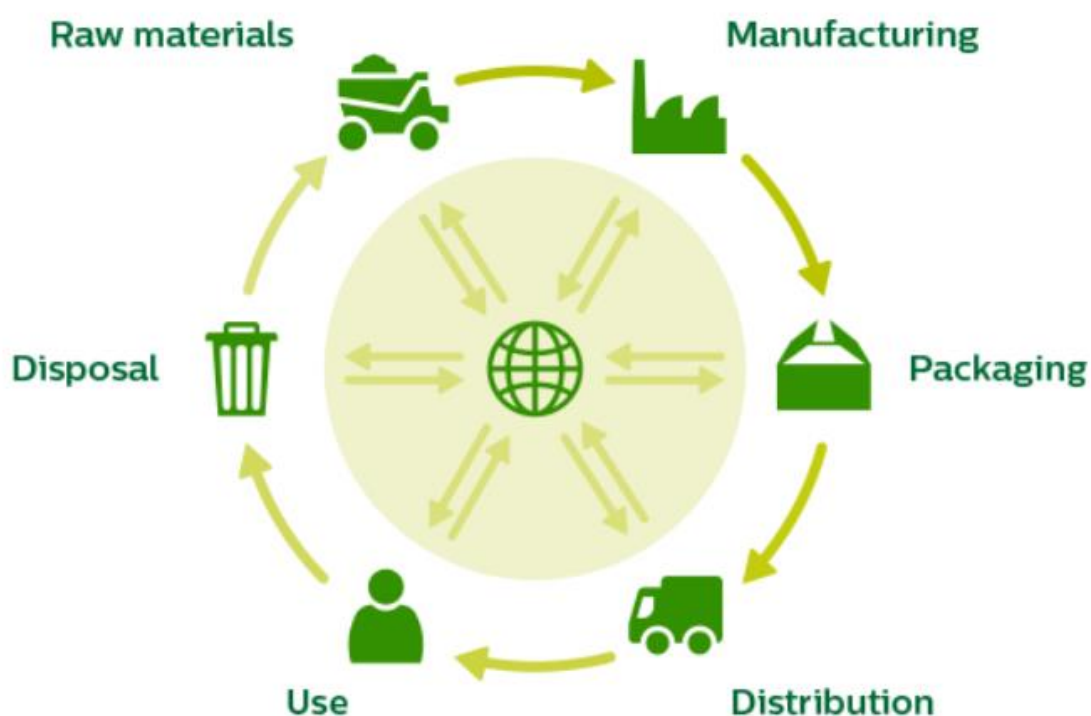 Raw materials
Manufacturing
Disposal
Packaging
Use
Distribution